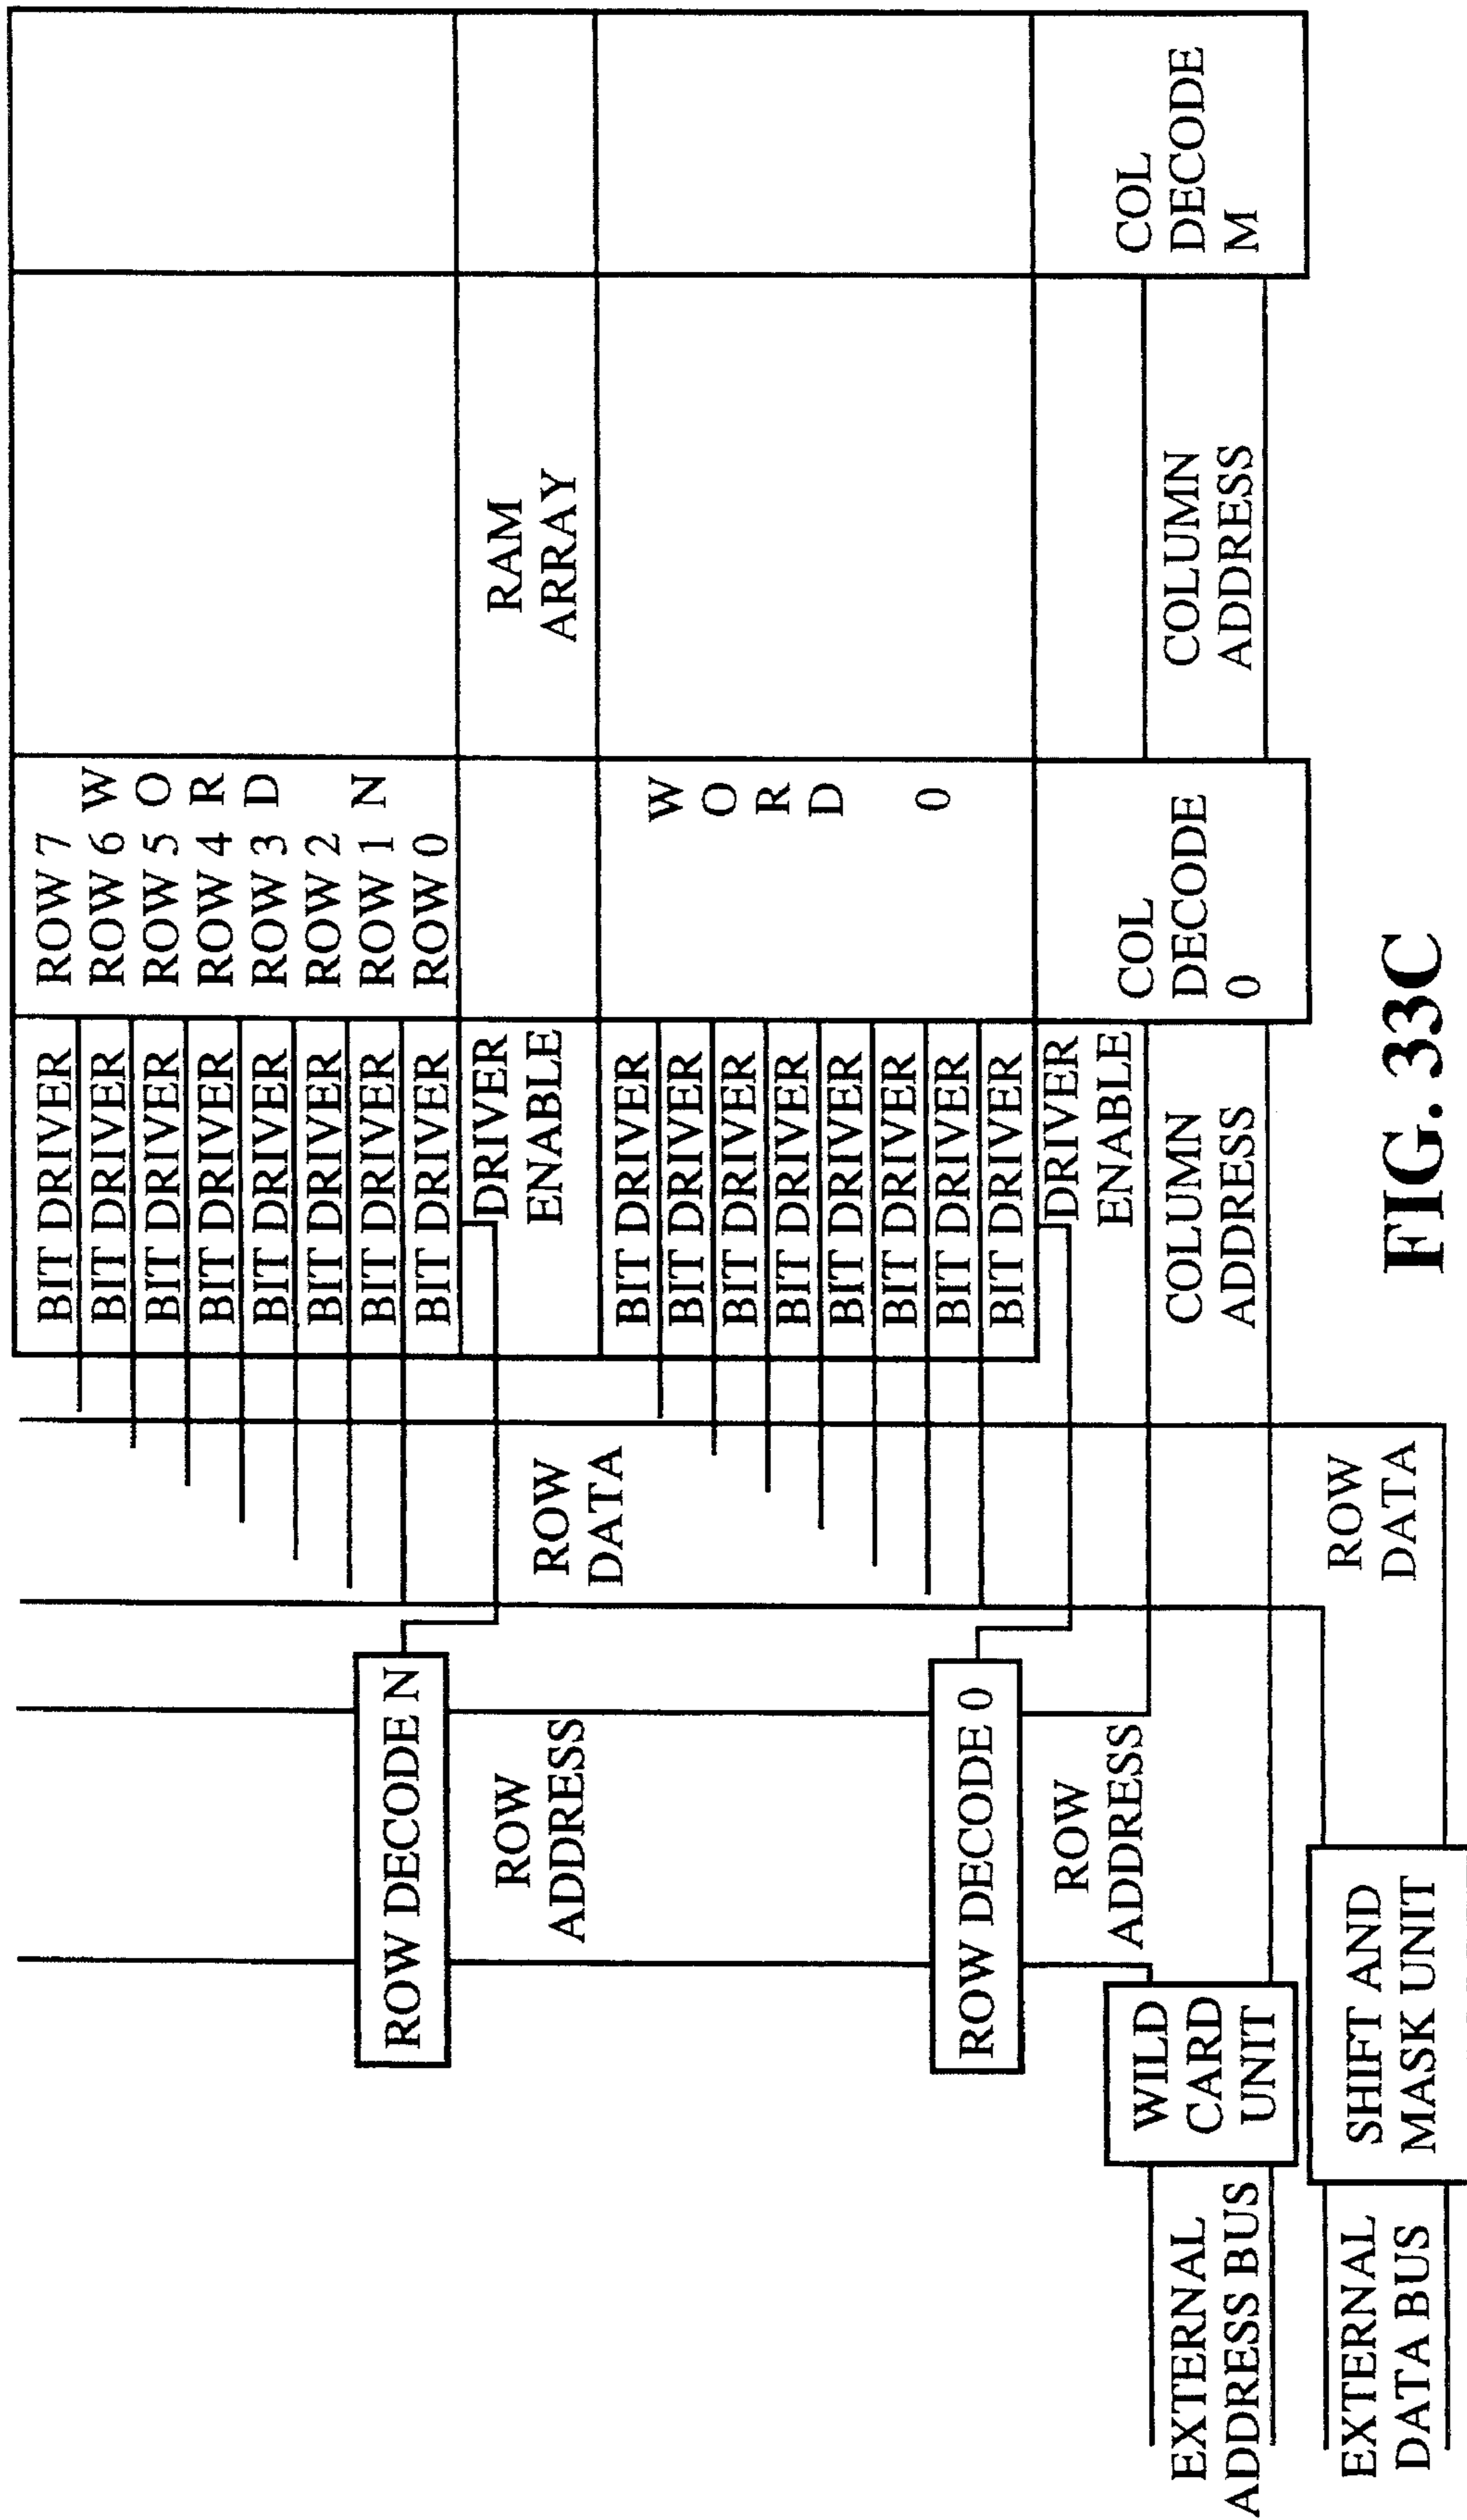 BIT DRIVER
BIT DRIVER
BIT DRIVER
BIT DRIVER
BIT DRIVER
BIT DRIVER
BIT DRIVER
BIT DRIVER
ROW 7
ROW 6
ROW 5
ROW 4
ROW 3
ROW 2
ROW 1
ROW 0
W
O
R
D
N
ROW DECODE N
DRIVER
ENABLE
RAM
ARRAY
ROW
DATA
ROW
ADDRESS
BIT DRIVER
BIT DRIVER
BIT DRIVER
BIT DRIVER
BIT DRIVER
BIT DRIVER
BIT DRIVER
BIT DRIVER
W
O
R
D
0
ROW DECODE 0
DRIVER
ENABLE
ROW
ADDRESS
COL
DECODE
0
COL
DECODE
M
COLUMN
ADDRESS
COLUMN
ADDRESS
WILD
CARD
UNIT
EXTERNAL
ADDRESS BUS
ROW
DATA
SHIFT AND
MASK UNIT
EXTERNAL
DATA BUS
FIG. 33C